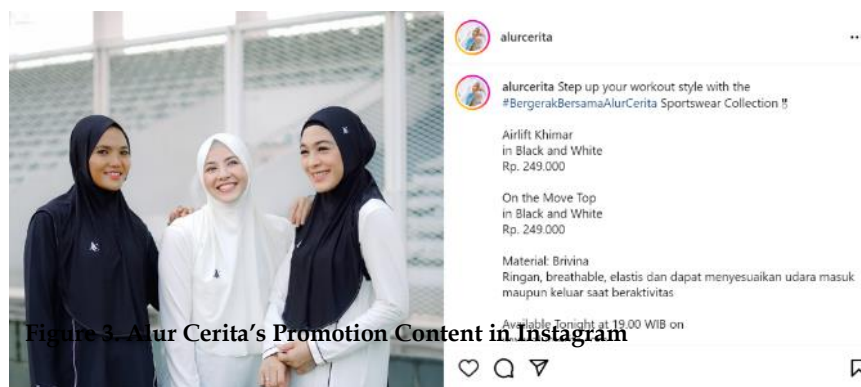 alurcerita
alurcerita Step up your workout style with the
#BergerakBersamaAlurCerita Sportswear Collection
Airlift Khimar
in Black and White
Rp. 249.000
On the Move Top
in Black and White
Rp. 249.000
Material: Brivina
Ringan, breathable, elastis dan dapat menyesuaikan udara masuk
maupun keluar saat beraktivitas
Available Tonight at 19.00 WIB on
Figure 3. Alur Cerita's Promotion Content in Instagram